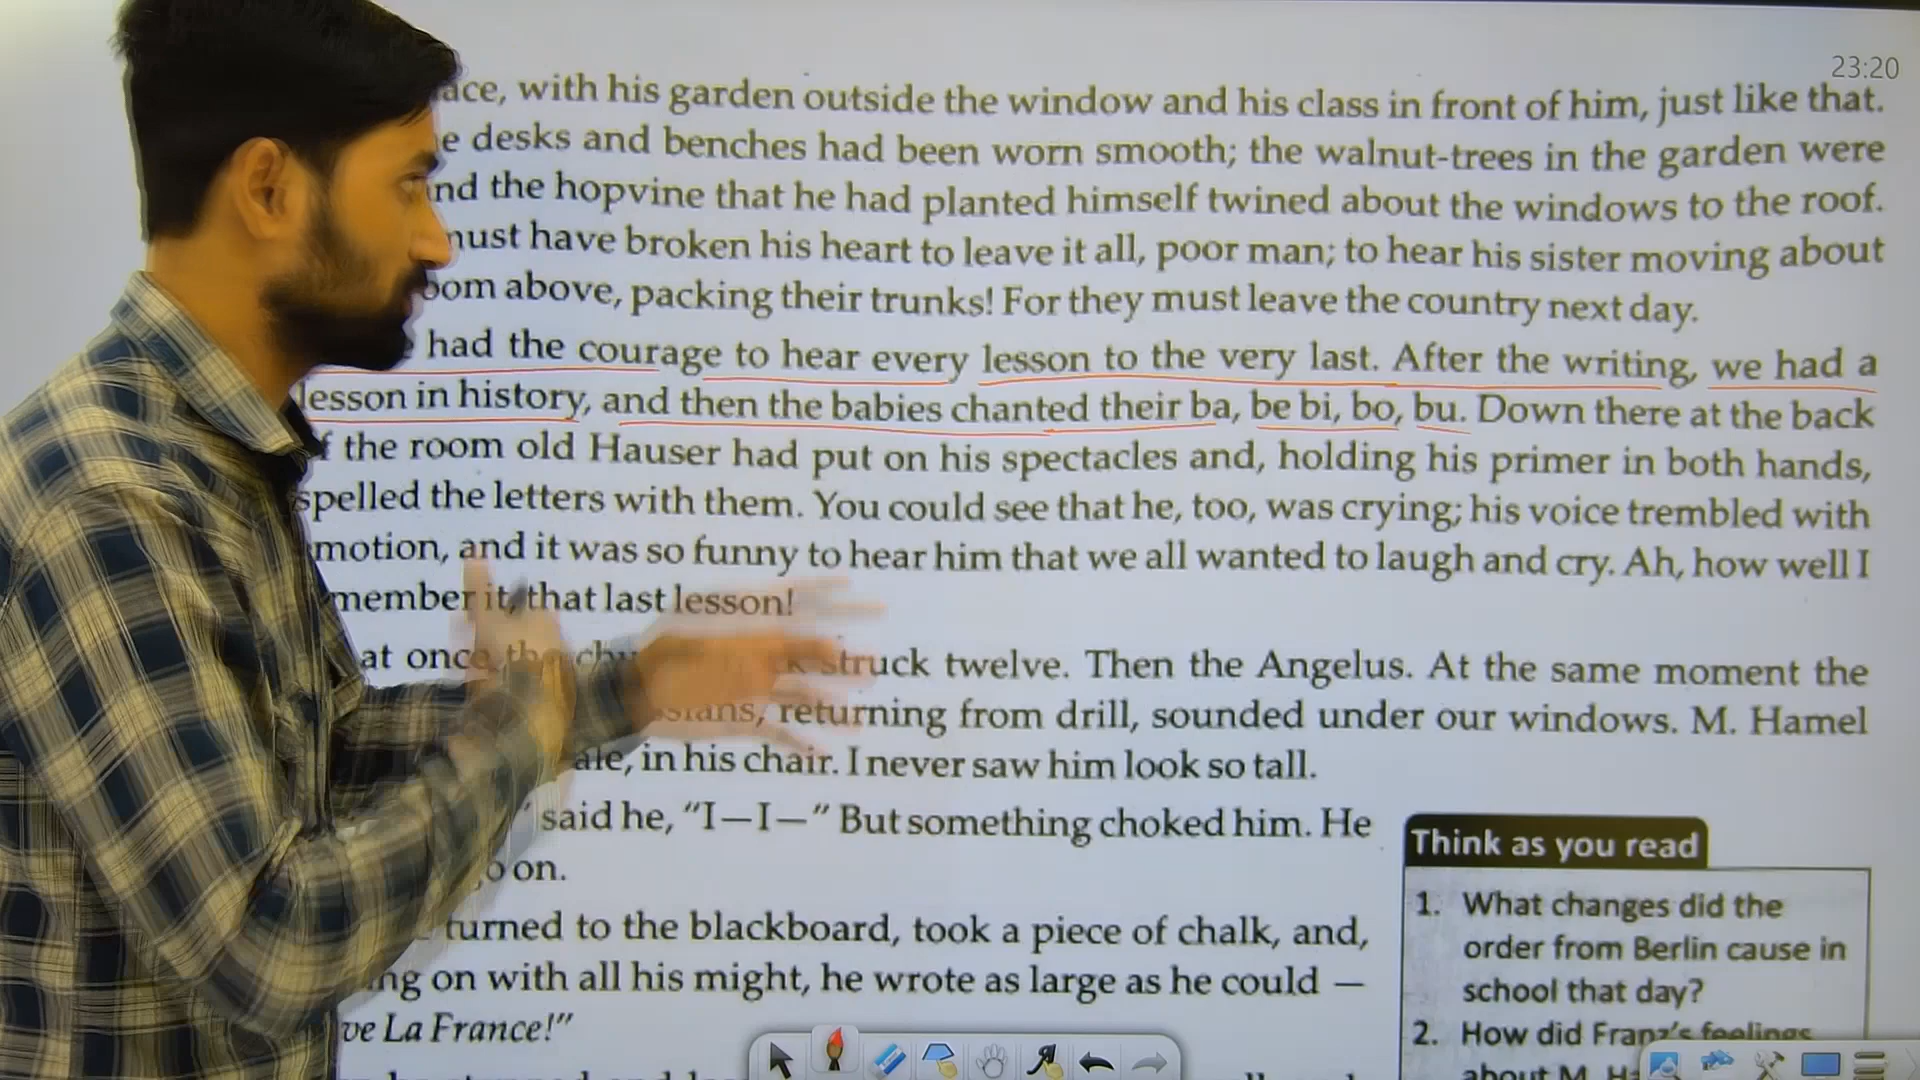 23:20
ace, with his garden outside the window and his class in front of him, just like that.
e desks and benches had been worn smooth; the walnut-trees in the garden were
nd the hopvine that he had planted himself twined about the windows to the roof.
must have broken his heart to leave it all, poor man; to hear his sister moving about
oom above, packing their trunks! For they must leave the country next day.
had the courage to hear every lesson to the very last. After the writing, we had a
lesson in history, and then the babies chanted their ba, be bi, bo, bu. Down there at the back
f the room old Hauser had put on his spectacles and, holding his primer in both hands,
spelled the letters with them. You could see that he, too, was crying; his voice trembled with
motion, and it was so funny to hear him that we all wanted to laugh and cry. Ah, how well I
member it, that last lesson!
at once the struck twelve. Then the Angelus. At the same moment the
ssians, returning from drill, sounded under our windows. M. Hamel
ale, in his chair. I never saw him look so tall.
said he, “I—I—” But something choked him. He
o on.
turned to the blackboard, took a piece of chalk, and,
ng on with all his might, he wrote as large as he could —
ve La France!”
Think as you read
1. What changes did the
order from Berlin cause in
school that day?
2. How did Franz's feelings
about M.